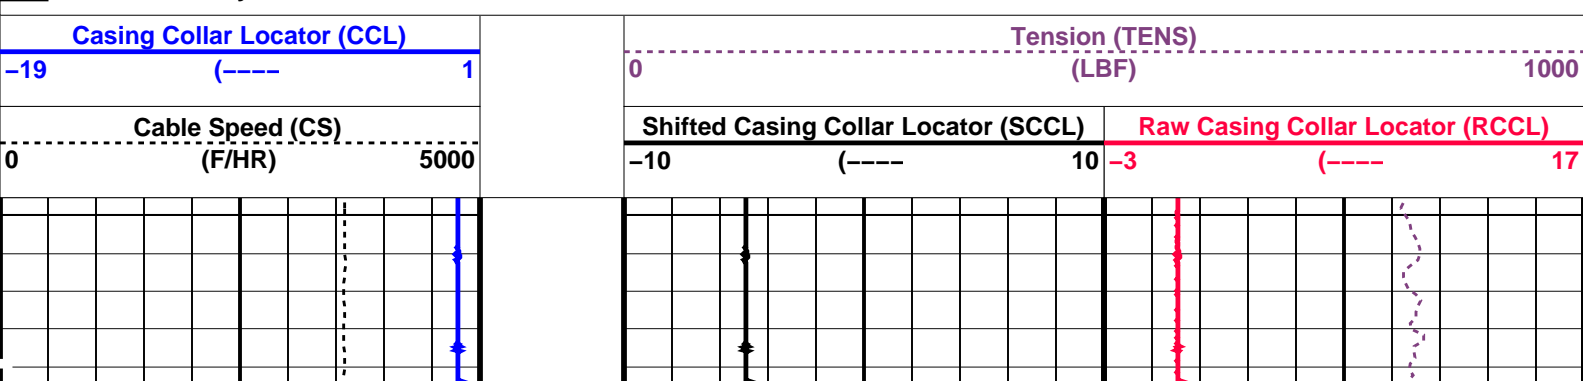 Casing Collar Locator (CCL)
−19 (−−−− 1
Tension (TENS)
0 (LBF) 1000
Cable Speed (CS)
0 (F/HR) 5000
Shifted Casing Collar Locator (SCCL)
−10 (−−−− 10
Raw Casing Collar Locator (RCCL)
−3 (−−−− 17